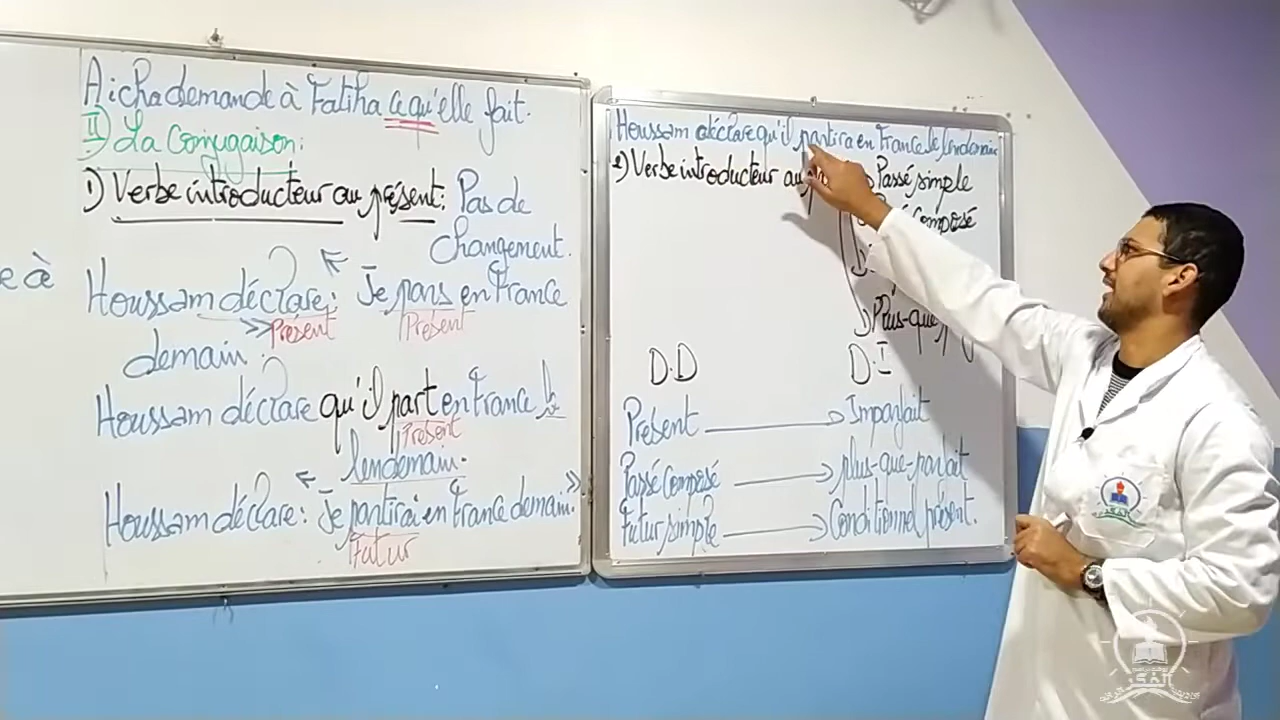 Aicha demande à Fatiha ce qu'elle fait.
II) La Conjugaison:
1) Verbe introducteur au présent: Pas de
changement.
e à
Houssam déclare: « Je pars en France
Présent Présent
demain. »
Houssam déclare qu'il part en France le
Présent
lendemain.
Houssam déclare: « Je partirai en France demain. »
Futur
Houssam déclare qu'il partira en France le lendemain
2) Verbe introducteur au
Passé simple
Composé
Plus-que-p
D.D D.I
Présent → Imparfait
Passé Composé → plus-que-parfait
Futur simple → Conditionnel présent.